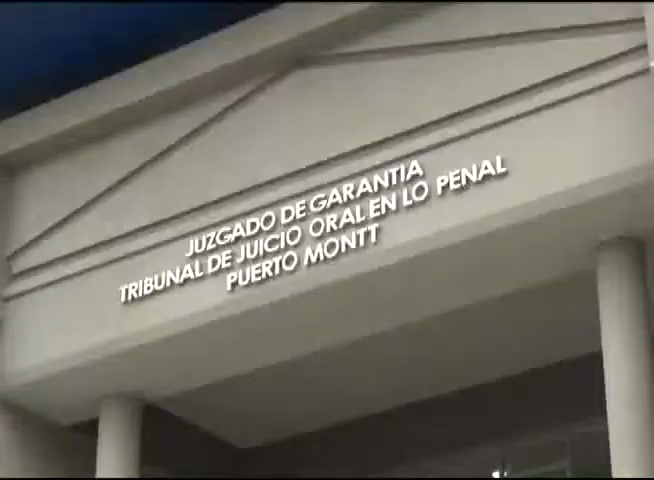 JUZGADO DE GARANTIA
TRIBUNAL DE JUICIO ORAL EN LO PENAL
PUERTO MONTT